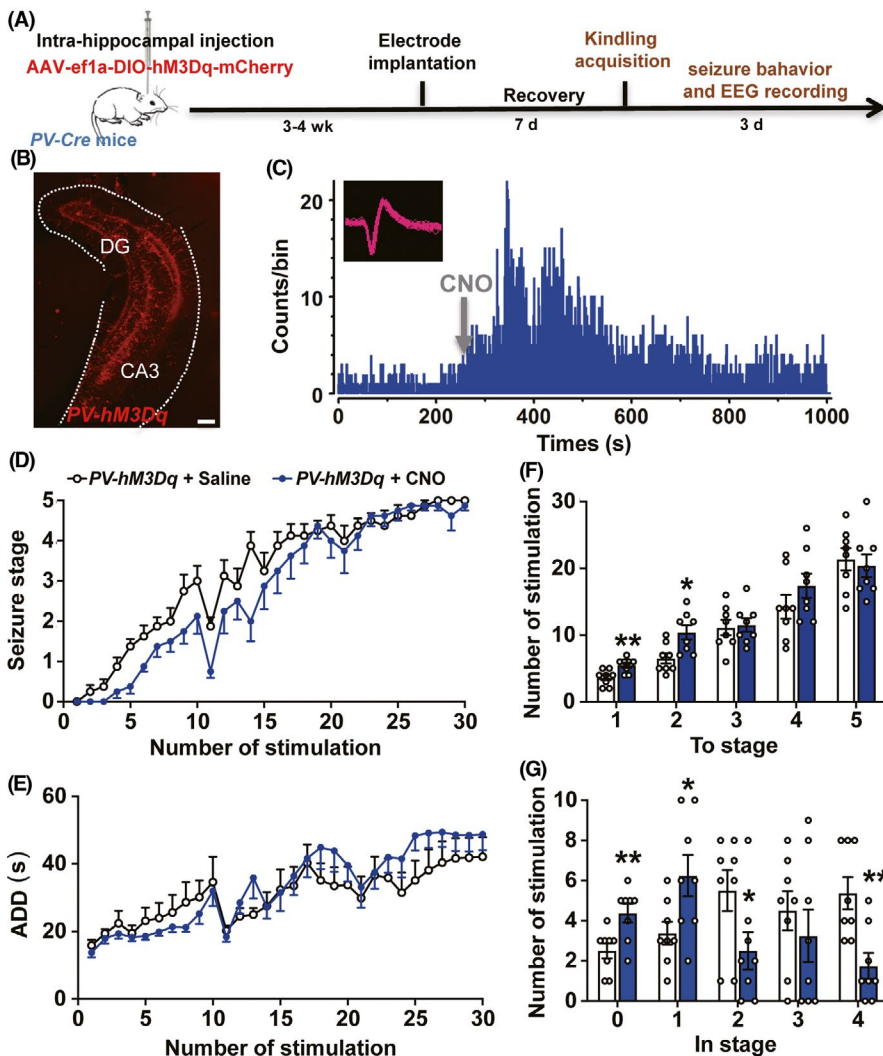 (A)
Intra-hippocampal injection
AAV-ef1a-DIO-hM3Dq-mCherry
PV-Cre mice
Electrode
implantation
Kindling
acquisition
seizure bahavior
and EEG recording
Recovery
3-4 wk
7 d
3 d
(B)
DG
CA3
PV-hM3Dq
(C)
Counts/bin
20
10
0
CNO
0
200
400
600
800
1000
Times (s)
(D)
PV-hM3Dq + Saline
PV-hM3Dq + CNO
Seizure stage
5
4
3
2
1
0
0
5
10
15
20
25
30
Number of stimulation
(F)
Number of stimulation
30
20
10
0
**
*
1
2
3
4
5
To stage
(E)
ADD (s)
60
40
20
0
0
5
10
15
20
25
30
Number of stimulation
(G)
Number of stimulation
10
8
6
4
2
0
**
*
*
**
0
1
2
3
4
In stage